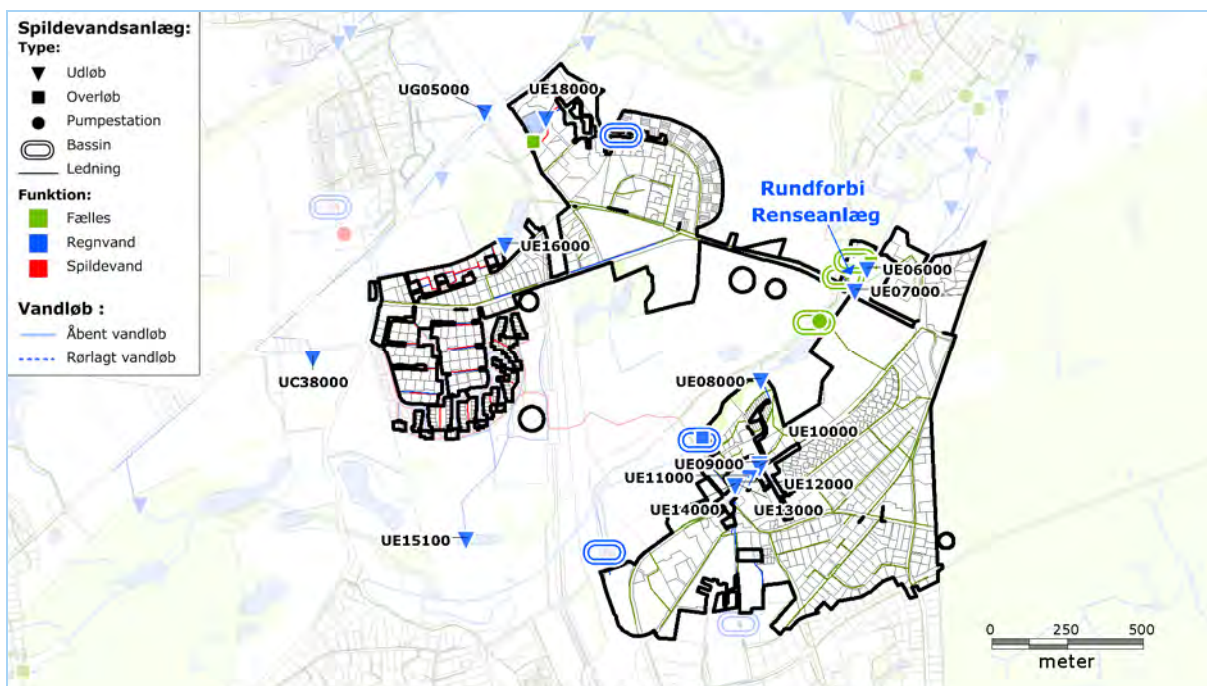 Spildevandsanlæg:
Type:
Udløb
Overløb
Pumpestation
Bassin
Ledning
Funktion:
Fælles
Regnvand
Spildevand
Vandløb :
Åbent vandløb
Rørlagt vandløb
UG05000
UE18000
Rundforbi
Renseanlæg
UE16000
UE06000
UE07000
UC38000
UE08000
UE10000
UE09000
UE11000
UE12000
UE14000
UE13000
UE15100
0 250 500
meter